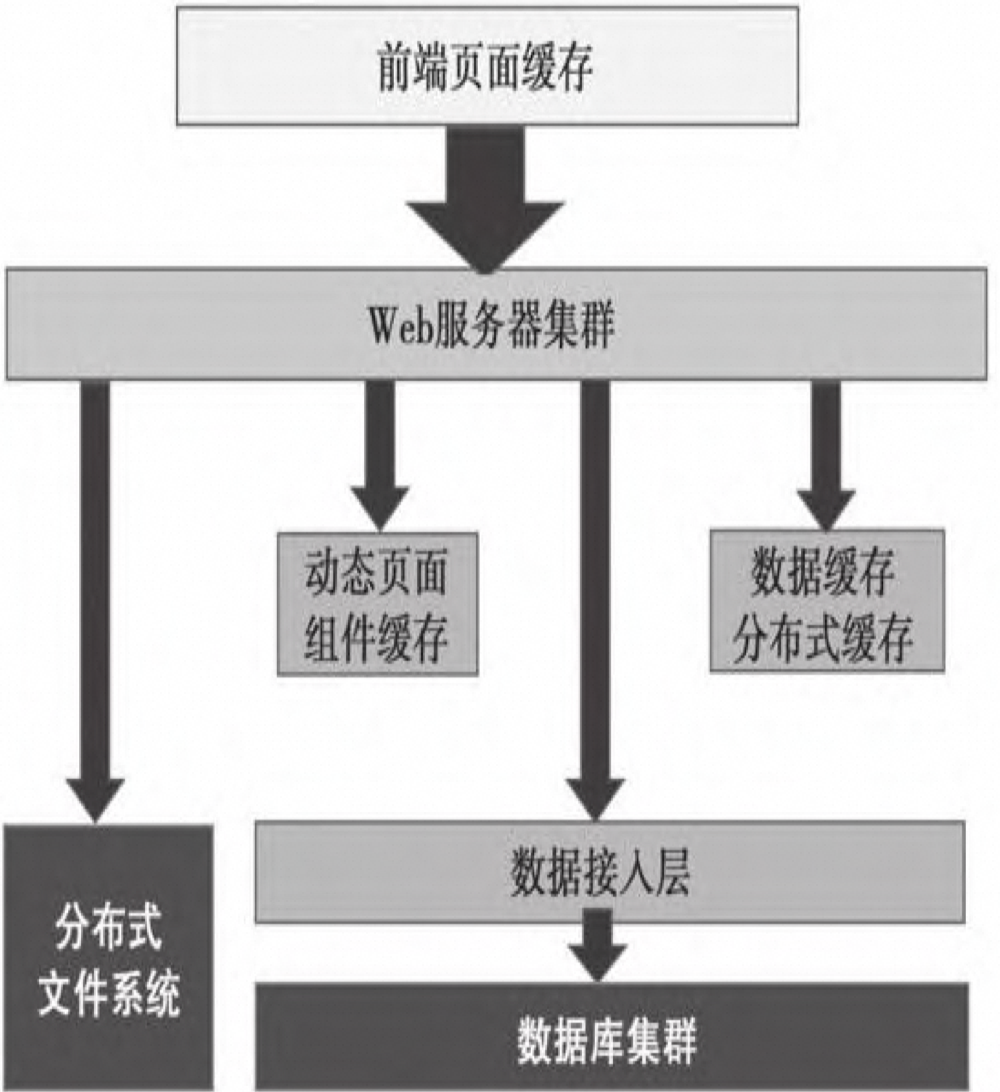 前端页面缓存
Web服务器集群
动态页面
组件缓存
数据缓存
分布式缓存
数据接入层
分布式
文件系统
数据库集群